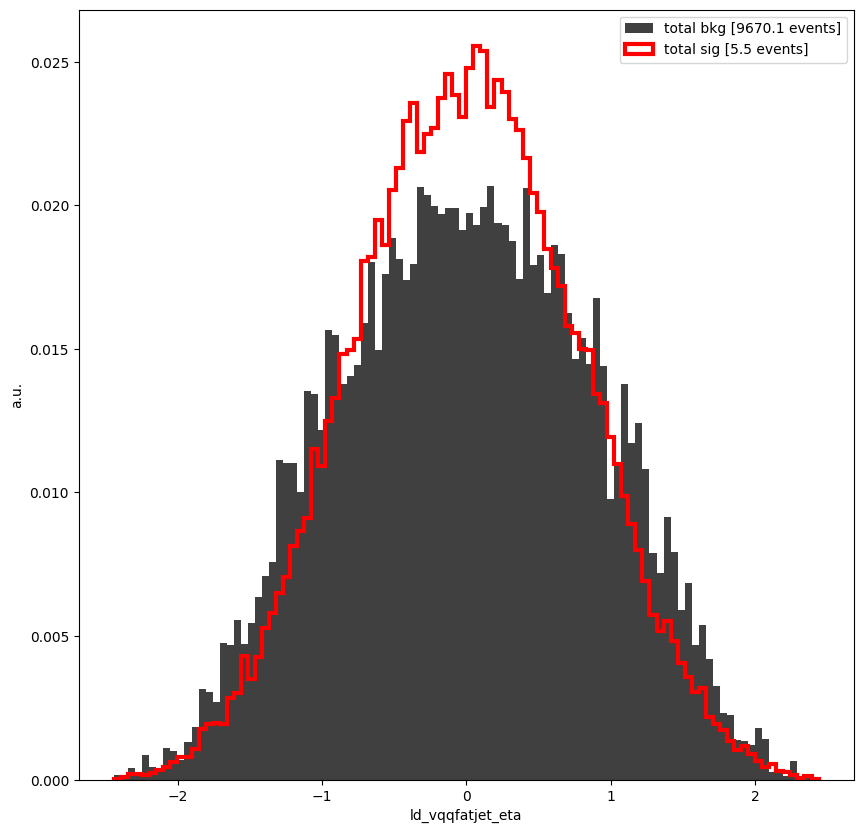 total bkg [9670.1 events]
total sig [5.5 events]
0.025
0.020
0.015
0.010
0.005
0.000
a.u.
−2
−1
0
1
2
ld_vqqfatjet_eta